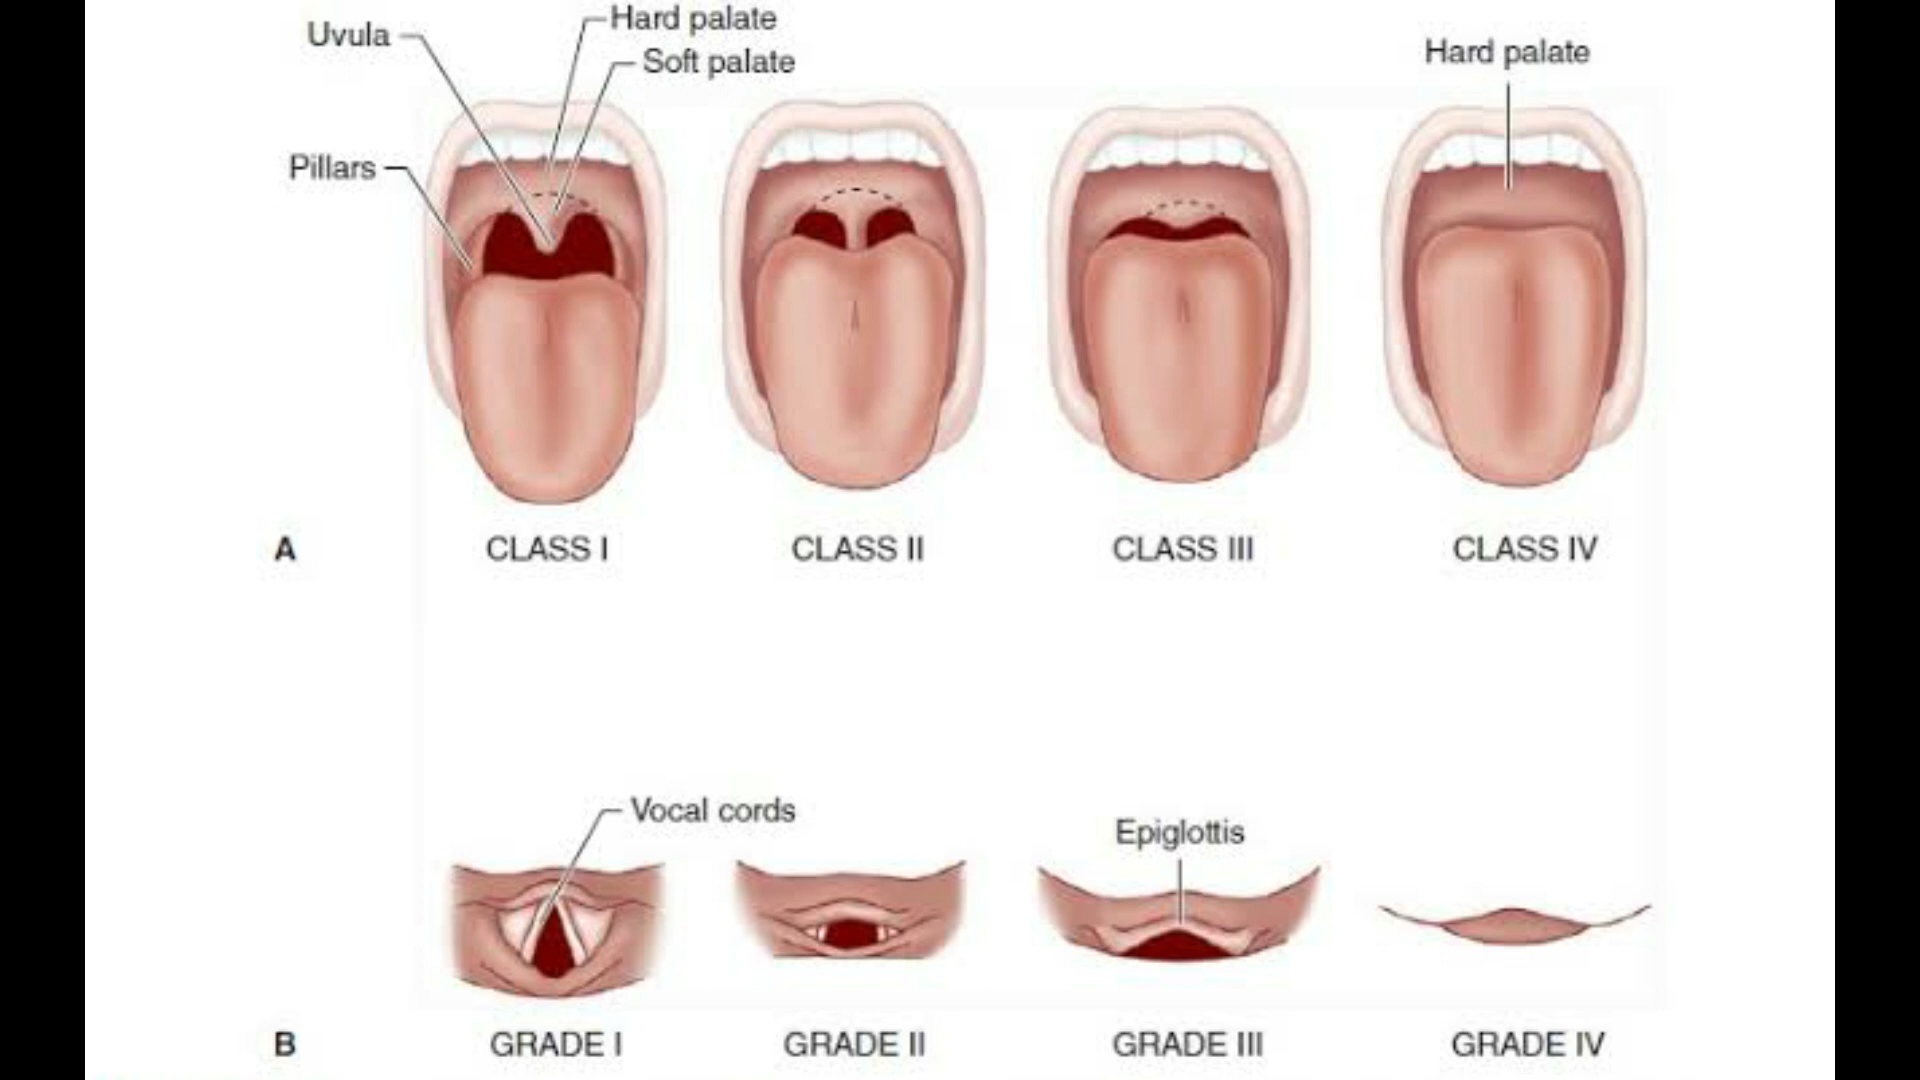 Hard palate
Uvula
Soft palate
Hard palate
Pillars
A
CLASS I
CLASS II
CLASS III
CLASS IV
Vocal cords
Epiglottis
B
GRADE I
GRADE II
GRADE III
GRADE IV